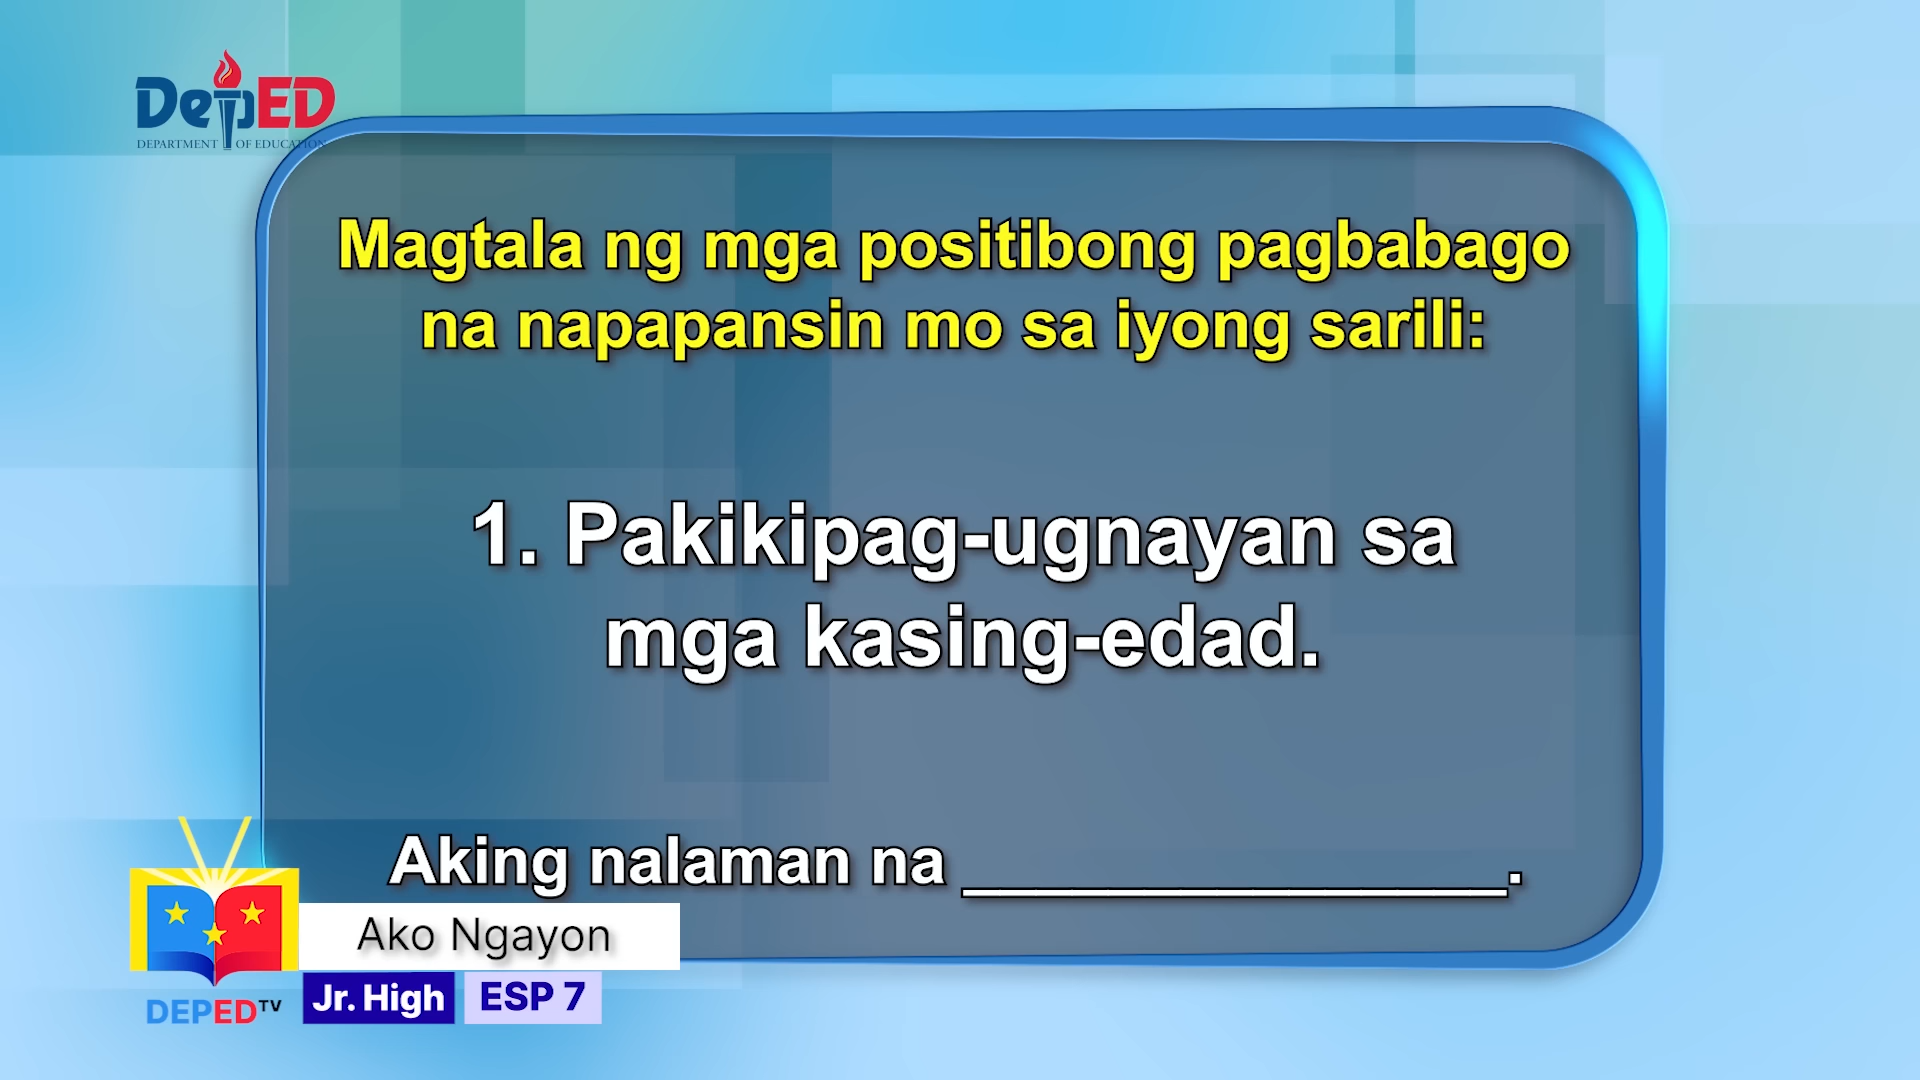 DepED
DEPARTMENT OF EDUCATION
Magtala ng mga positibong pagbabago
na napapansin mo sa iyong sarili:
1. Pakikipag-ugnayan sa
mga kasing-edad.
Aking nalaman na _______________.
Ako Ngayon
DEPED TV
Jr. High
ESP 7